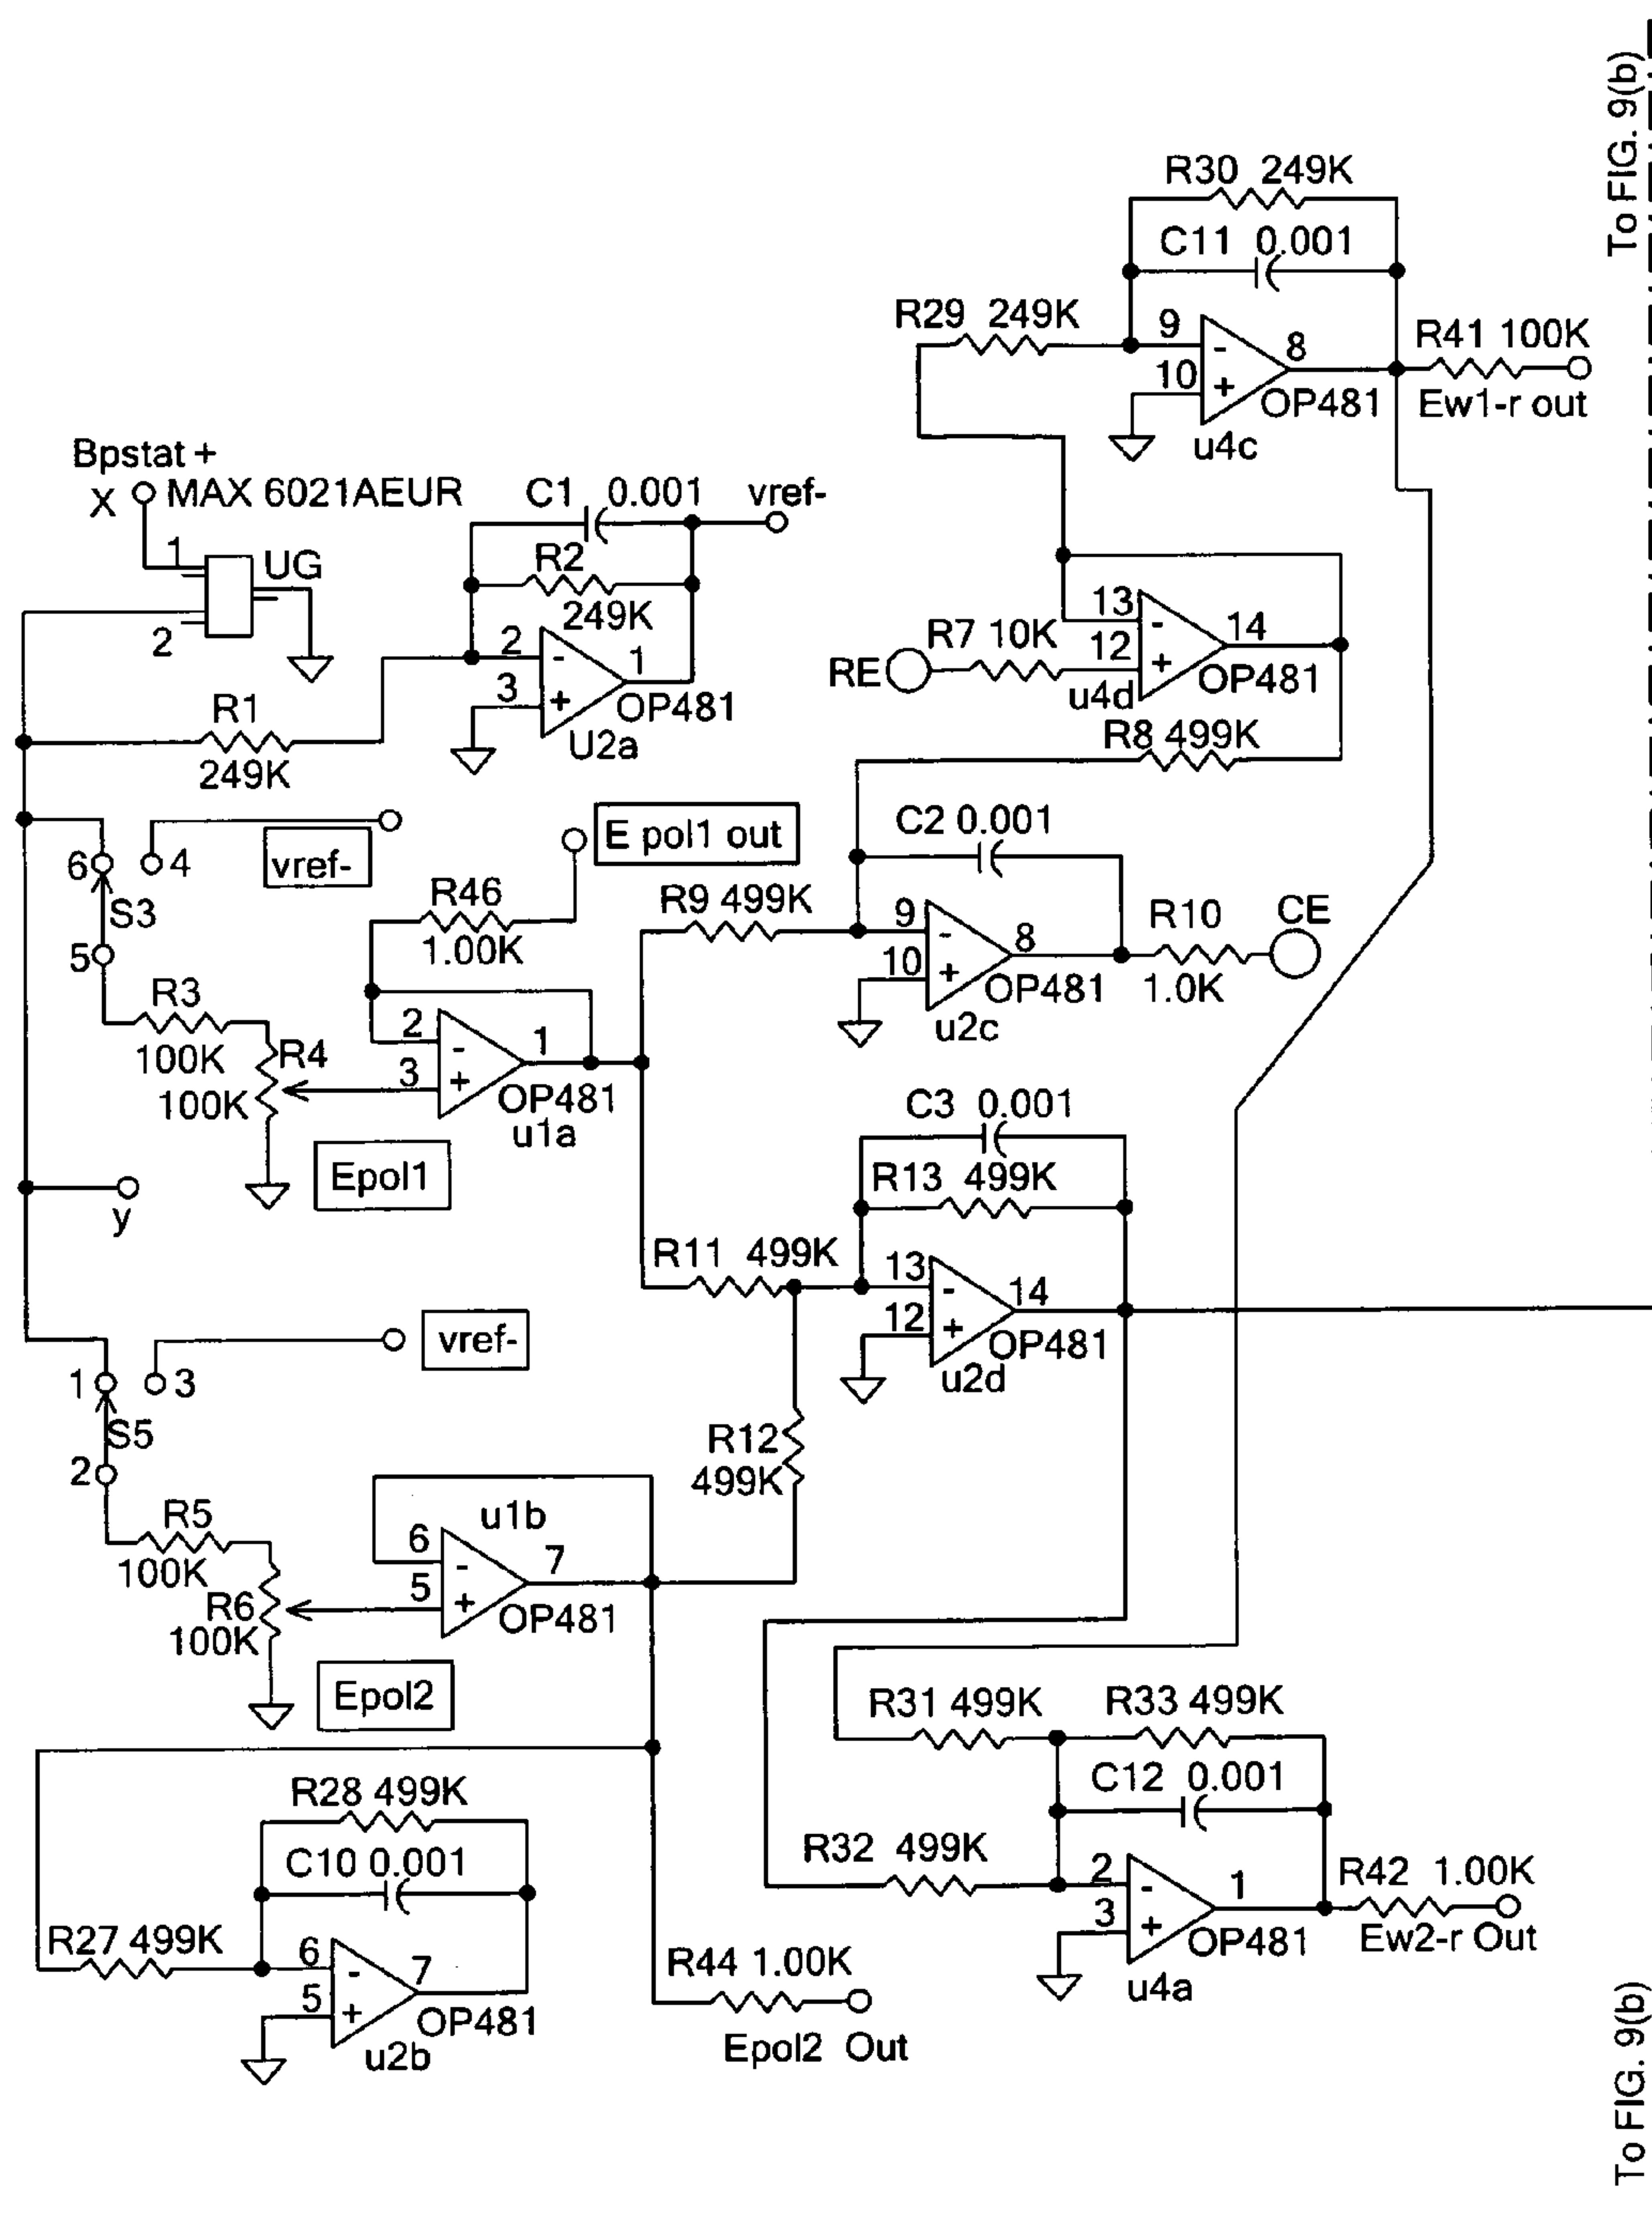 To FIG. 9(b)
R30 249K
C11 0.001
R29 249K
9
-
8
10
+
OP481
u4c
R41 100K
Ew1-r out
Bpstat +
X
MAX 6021AEUR
1
UG
2
C1 0.001
vref-
R2
249K
2
-
1
3
+
OP481
U2a
R1
249K
13
-
14
R7 10K
12
+
RE
u4d
OP481
R8 499K
6
4
vref-
S3
5
E pol1 out
R46
1.00K
R3
100K
R4
100K
2
-
1
3
+
OP481
u1a
Epol1
C2 0.001
R9 499K
9
-
8
10
+
OP481
u2c
R10
1.0K
CE
y
C3 0.001
R13 499K
R11 499K
13
-
14
12
+
OP481
u2d
vref-
1
3
S5
2
R12
499K
R5
100K
R6
100K
u1b
6
-
7
5
+
OP481
Epol2
R31 499K
R33 499K
C12 0.001
R32 499K
2
-
1
3
+
OP481
u4a
R42 1.00K
Ew2-r Out
R28 499K
C10 0.001
R27 499K
6
-
7
5
+
OP481
u2b
R44 1.00K
Epol2 Out
To FIG. 9(b)